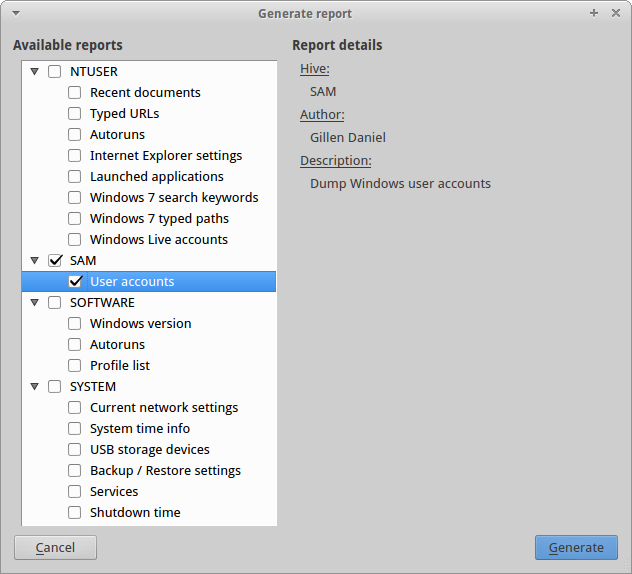 Generate report
Available reports
NTUSER
Recent documents
Typed URLs
Autoruns
Internet Explorer settings
Launched applications
Windows 7 search keywords
Windows 7 typed paths
Windows Live accounts
SAM
User accounts
SOFTWARE
Windows version
Autoruns
Profile list
SYSTEM
Current network settings
System time info
USB storage devices
Backup / Restore settings
Services
Shutdown time
Report details
Hive:
SAM
Author:
Gillen Daniel
Description:
Dump Windows user accounts
Cancel
Generate